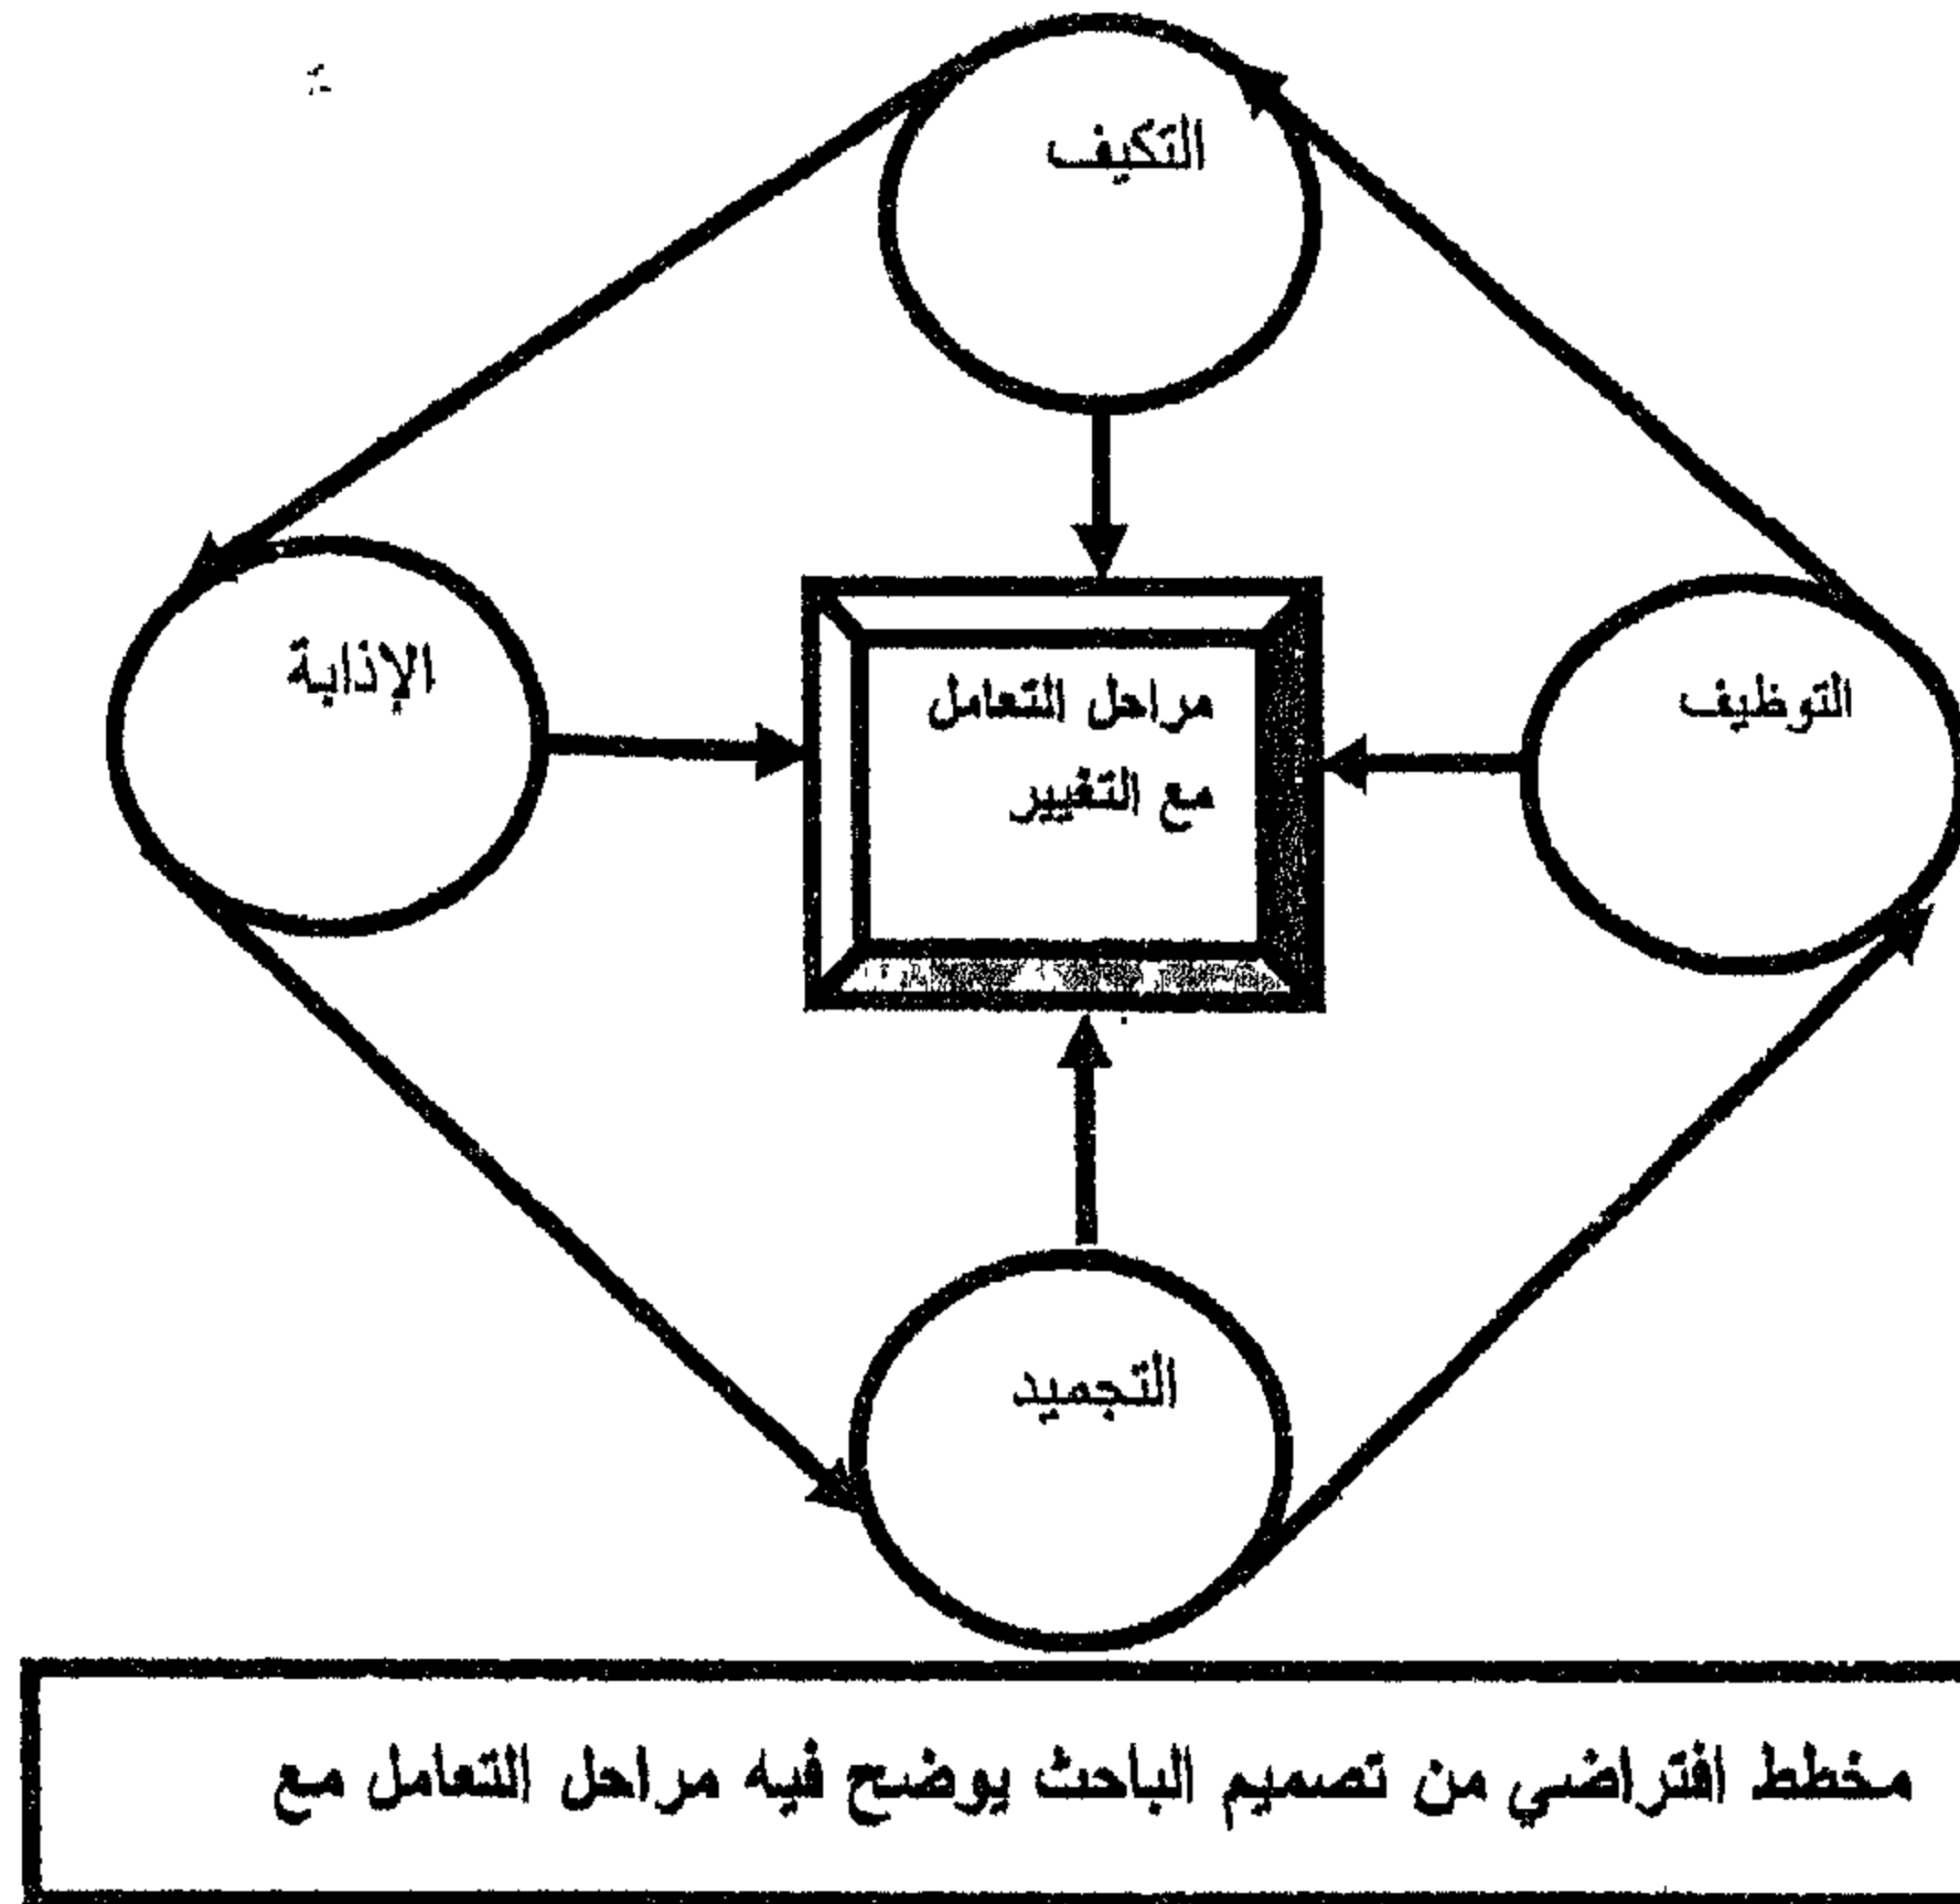 التكيف
الإذابة
مراحل التعامل
مع التغيير
التوظيف
التجميد
مخطط افتراضي من تصميم الباحث يوضح فيه مراحل التعامل مع